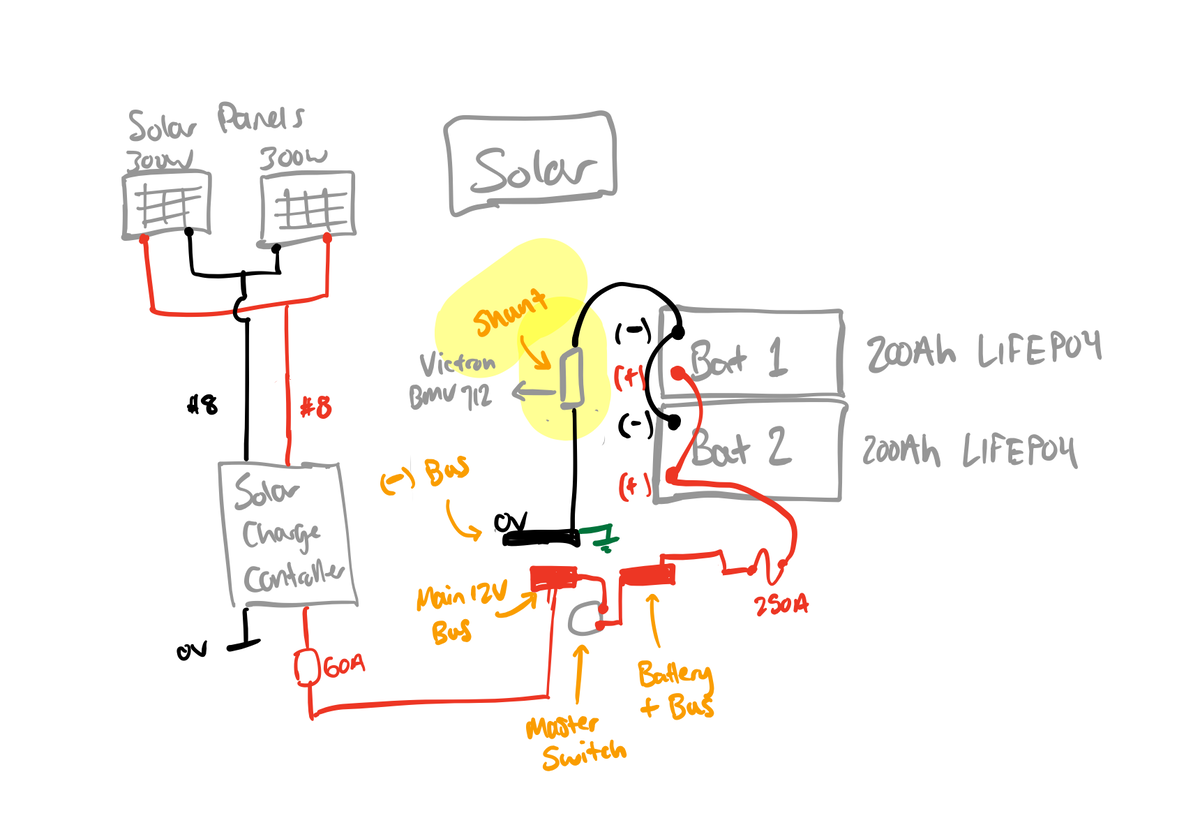 Solar Panels
300W
300W
Solar
Shunt
Victron
BMV 712
(-)
(+)
(-)
(+)
Bat 1
Bat 2
200Ah LIFEPO4
200Ah LIFEPO4
#8
#8
(-) Bus
0V
Solar
Charge
Contaller
Main 12V
Bus
250A
0V
60A
Battery
+ Bus
Master
Switch